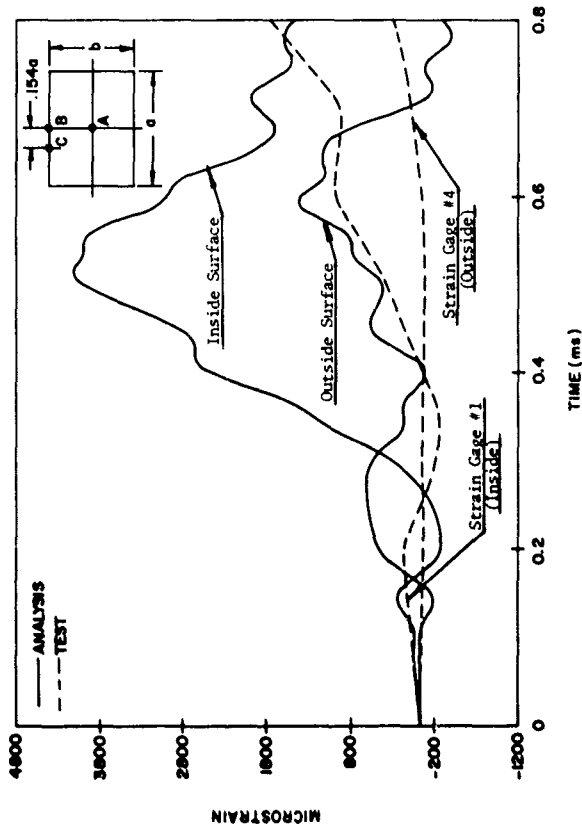 ANALYSIS
TEST
4800
3800
2800
1800
800
-200
-1200
MICROSTRAIN
0
0.2
0.4
0.6
0.8
TIME (ms)
Inside Surface
Outside Surface
Strain Gage #1
(Inside)
Strain Gage #4
(Outside)
.154a
C
B
A
b
a